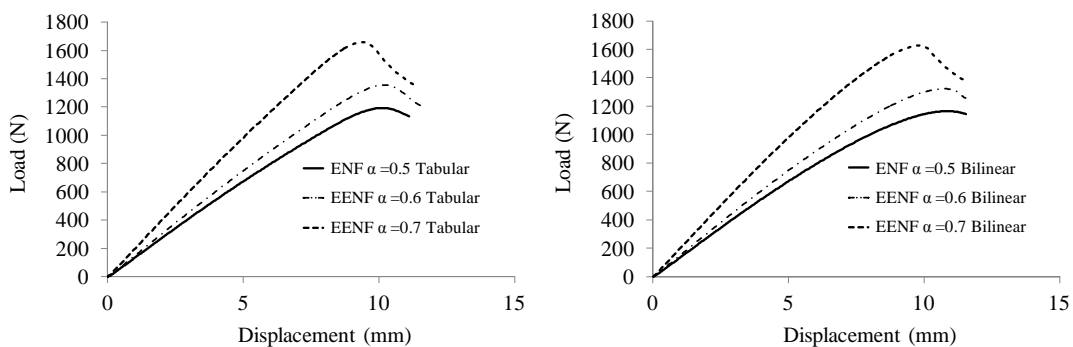 1800
1600
1400
1200
1000
800
600
400
200
0
Load (N)
0 5 10 15
Displacement (mm)
ENF α =0.5 Tabular
EENF α =0.6 Tabular
EENF α =0.7 Tabular
1800
1600
1400
1200
1000
800
600
400
200
0
Load (N)
0 5 10 15
Displacement (mm)
ENF α =0.5 Bilinear
EENF α =0.6 Bilinear
EENF α =0.7 Bilinear